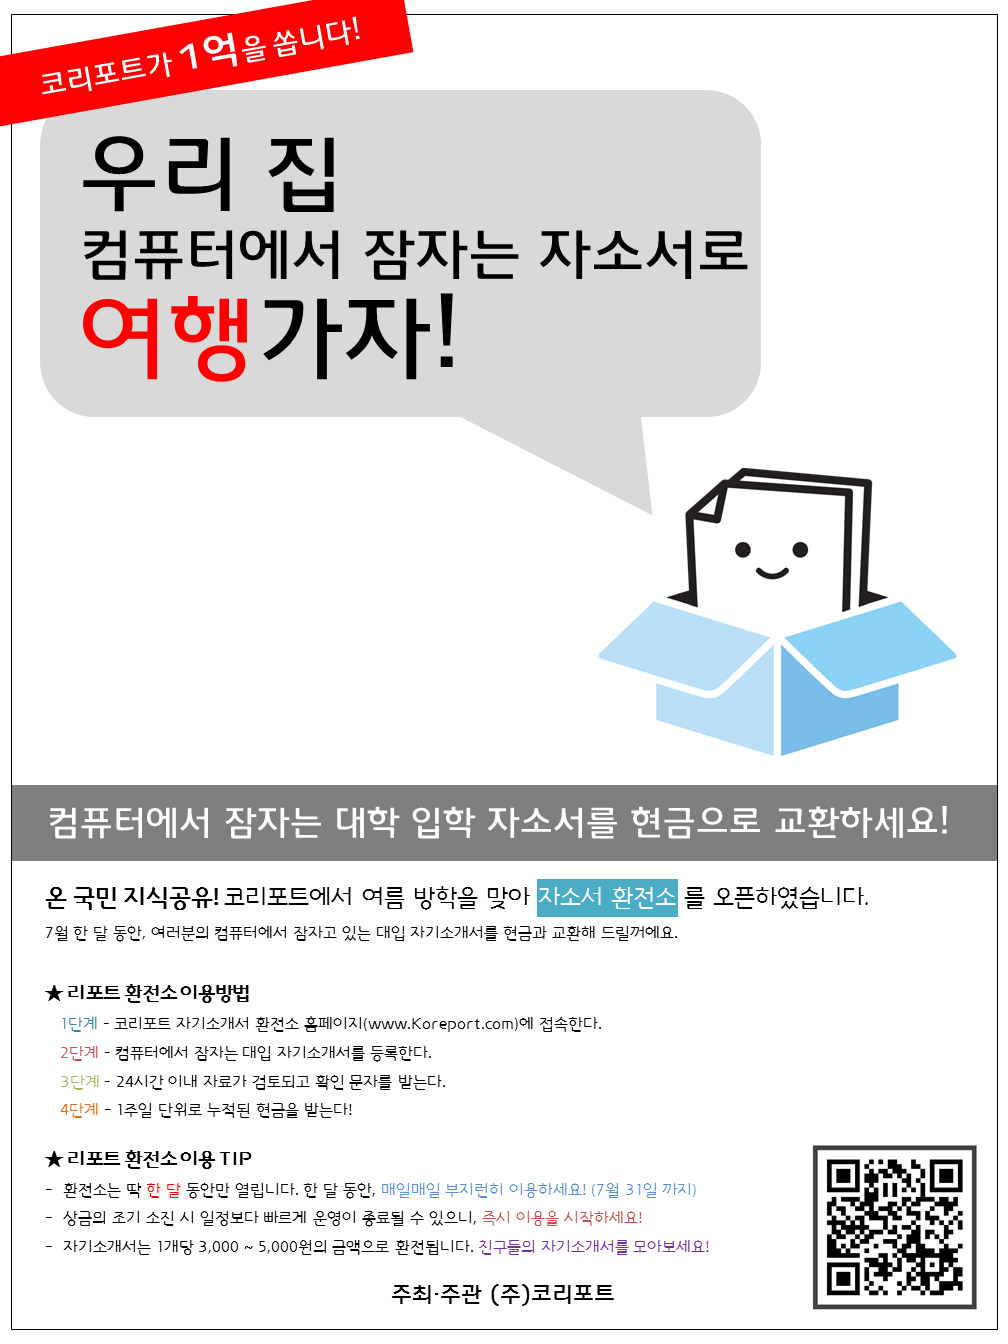 코리포트가 1억을 쏩니다!
우리 집
컴퓨터에서 잠자는 자소서로
여행가자!
컴퓨터에서 잠자는 대학 입학 자소서를 현금으로 교환하세요!
온 국민 지식공유! 코리포트에서 여름 방학을 맞아 자소서 환전소 를 오픈하였습니다.
7월 한 달 동안, 여러분의 컴퓨터에서 잠자고 있는 대입 자기소개서를 현금과 교환해 드릴꺼에요.
★ 리포트 환전소 이용방법
1단계 - 코리포트 자기소개서 환전소 홈페이지(www.Koreport.com)에 접속한다.
2단계 - 컴퓨터에서 잠자는 대입 자기소개서를 등록한다.
3단계 - 24시간 이내 자료가 검토되고 확인 문자를 받는다.
4단계 - 1주일 단위로 누적된 현금을 받는다!
★ 리포트 환전소 이용 TIP
- 환전소는 딱 한 달 동안만 열립니다. 한 달 동안, 매일매일 부지런히 이용하세요! (7월 31일 까지)
- 상금의 조기 소진 시 일정보다 빠르게 운영이 종료될 수 있으니, 즉시 이용을 시작하세요!
- 자기소개서는 1개당 3,000 ~ 5,000원의 금액으로 환전됩니다. 친구들의 자기소개서를 모아보세요!
주최·주관 (주)코리포트